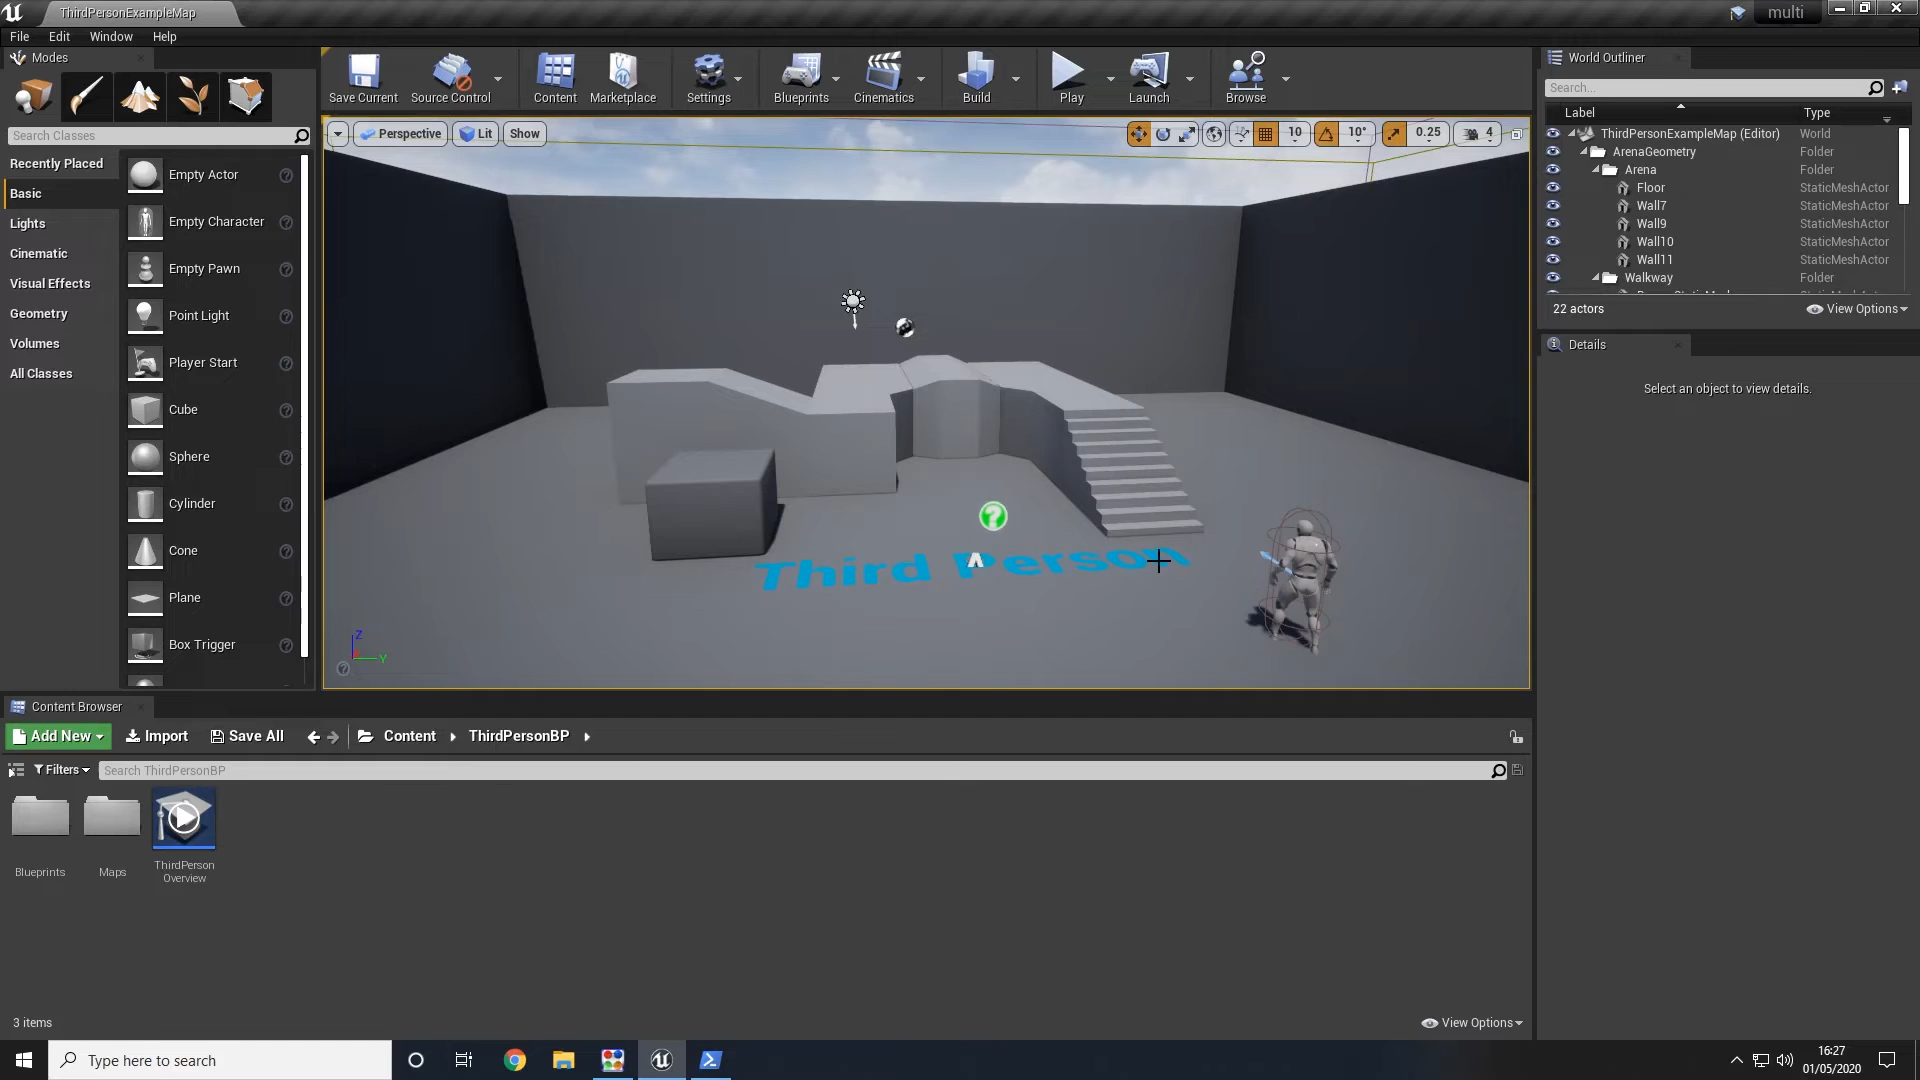 ThirdPersonExampleMap
multi
File Edit Window Help
Modes
Save Current Source Control Content Marketplace Settings Blueprints Cinematics Build Play Launch Browse
World Outliner
Search...
Label Type
Search Classes
Perspective Lit Show 10 10° 0.25 4
ThirdPersonExampleMap (Editor) World
ArenaGeometry Folder
Arena Folder
Floor StaticMeshActor
Wall7 StaticMeshActor
Wall9 StaticMeshActor
Wall10 StaticMeshActor
Wall11 StaticMeshActor
Walkway Folder
22 actors View Options
Details
Select an object to view details.
Recently Placed
Basic
Lights
Cinematic
Visual Effects
Geometry
Volumes
All Classes
Empty Actor
Empty Character
Empty Pawn
Point Light
Player Start
Cube
Sphere
Cylinder
Cone
Plane
Box Trigger
Third Person
Z
Y
Content Browser
Add New Import Save All Content ThirdPersonBP
Filters Search ThirdPersonBP
Blueprints
Maps
ThirdPerson
Overview
3 items View Options
Type here to search
16:27
01/05/2020